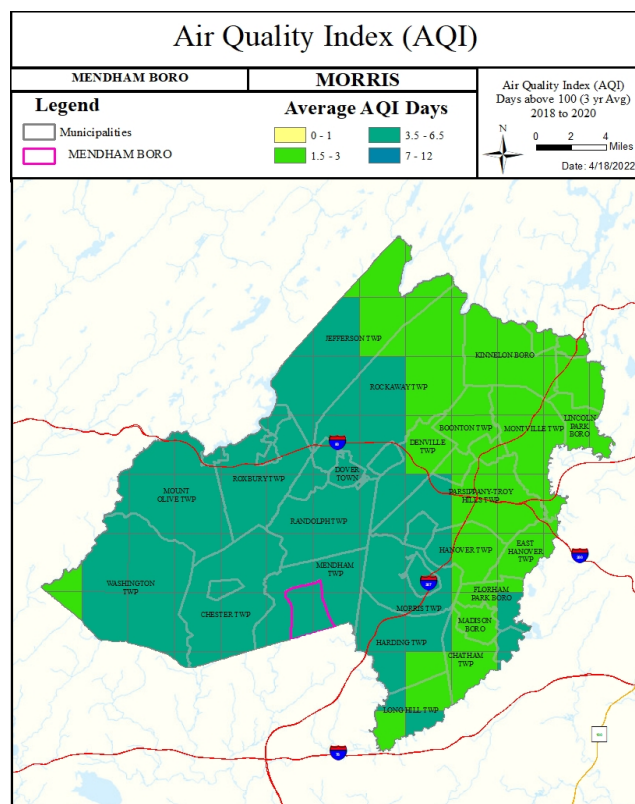 Air Quality Index (AQI)
MENDHAM BORO
MORRIS
Legend
Municipalities
MENDHAM BORO
Average AQI Days
0 - 1
3.5 - 6.5
1.5 - 3
7 - 12
Air Quality Index (AQI)
Days above 100 (3 yr Avg)
2018 to 2020
N
0 2 4
Miles
Date: 4/18/2022
JEFFERSON TWP
KINNELON BORO
ROCKAWAY TWP
LINCOLN
PARK
BORO
BOONTON TWP
MONTVILLE TWP
DENVILLE
TWP
80
DOVER
TOWN
ROXBURY TWP
MOUNT
OLIVE TWP
PARSIPPANY-TROY
HILLS TWP
RANDOLPH TWP
HANOVER TWP
EAST
HANOVER
TWP
280
MENDHAM
TWP
WASHINGTON
TWP
287
FLORHAM
PARK BORO
CHESTER TWP
MORRIS TWP
MADISON
BORO
HARDING TWP
CHATHAM
TWP
LONG HILL TWP
78